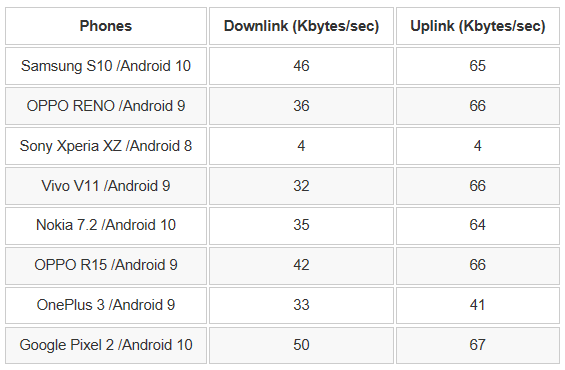 Phones Downlink (Kbytes/sec) Uplink (Kbytes/sec)
Samsung S10 /Android 10 46 65
OPPO RENO /Android 9 36 66
Sony Xperia XZ /Android 8 4 4
Vivo V11 /Android 9 32 66
Nokia 7.2 /Android 10 35 64
OPPO R15 /Android 9 42 66
OnePlus 3 /Android 9 33 41
Google Pixel 2 /Android 10 50 67